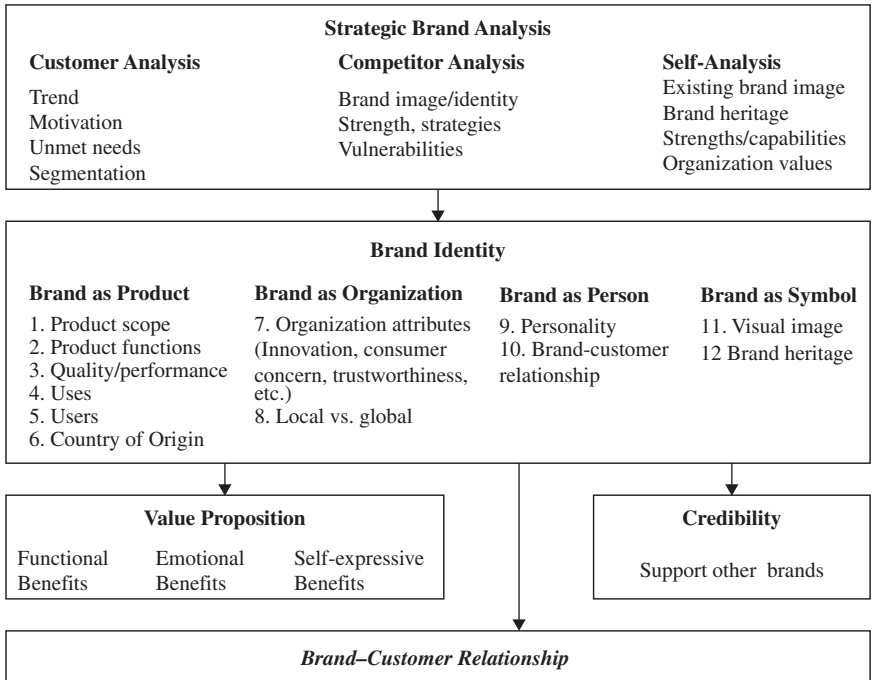 Strategic Brand Analysis
Customer Analysis
Trend
Motivation
Unmet needs
Segmentation
Competitor Analysis
Brand image/identity
Strength, strategies
Vulnerabilities
Self-Analysis
Existing brand image
Brand heritage
Strengths/capabilities
Organization values
Brand Identity
Brand as Product
1. Product scope
2. Product functions
3. Quality/performance
4. Uses
5. Users
6. Country of Origin
Brand as Organization
7. Organization attributes
(Innovation, consumer
concern, trustworthiness,
etc.)
8. Local vs. global
Brand as Person
9. Personality
10. Brand-customer
relationship
Brand as Symbol
11. Visual image
12 Brand heritage
Value Proposition
Functional
Benefits
Emotional
Benefits
Self-expressive
Benefits
Credibility
Support other brands
Brand–Customer Relationship